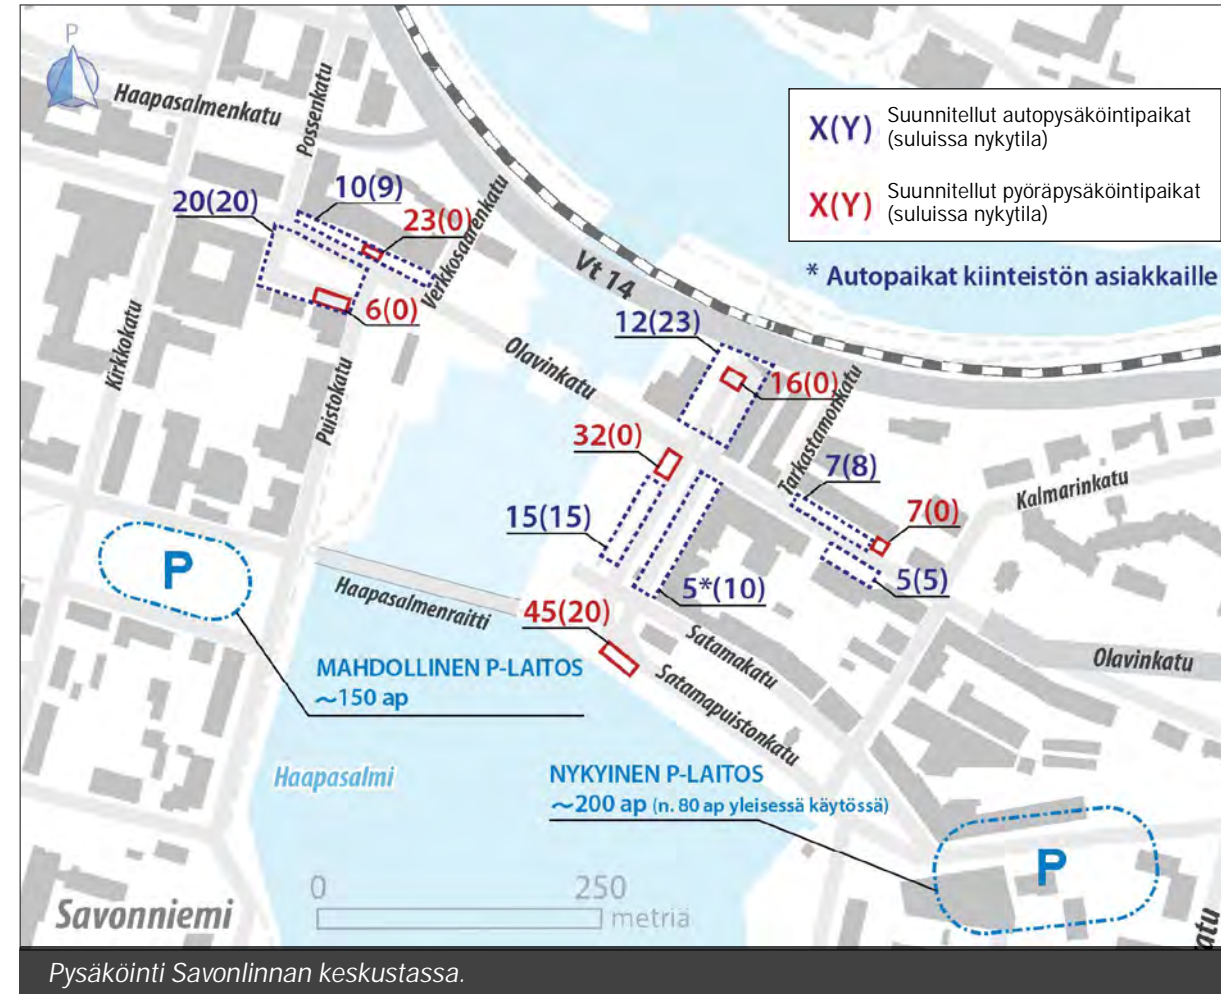 P
Haapasalmenkatu
Possenkatu
X(Y) Suunnitellut autopysäköintipaikat
(suluissa nykytila)
X(Y) Suunnitellut pyöräpysäköintipaikat
(suluissa nykytila)
* Autopaikat kiinteistön asiakkaille
20(20)
10(9)
23(0)
Verkkosaarenkatu
6(0)
Vt 14
12(23)
Kirkkokatu
Puistokatu
Olavinkatu
16(0)
Tarkastamonkatu
32(0)
7(8)
Kalmarinkatu
15(15)
7(0)
P
Haapasalmenraitti
5*(10)
5(5)
45(20)
Satamakatu
Olavinkatu
MAHDOLLINEN P-LAITOS
~150 ap
Satamapuistonkatu
Haapasalmi
NYKYINEN P-LAITOS
~200 ap (n. 80 ap yleisessä käytössä)
P
0 250
metriä
Savonniemi
atu
Pysäköinti Savonlinnan keskustassa.